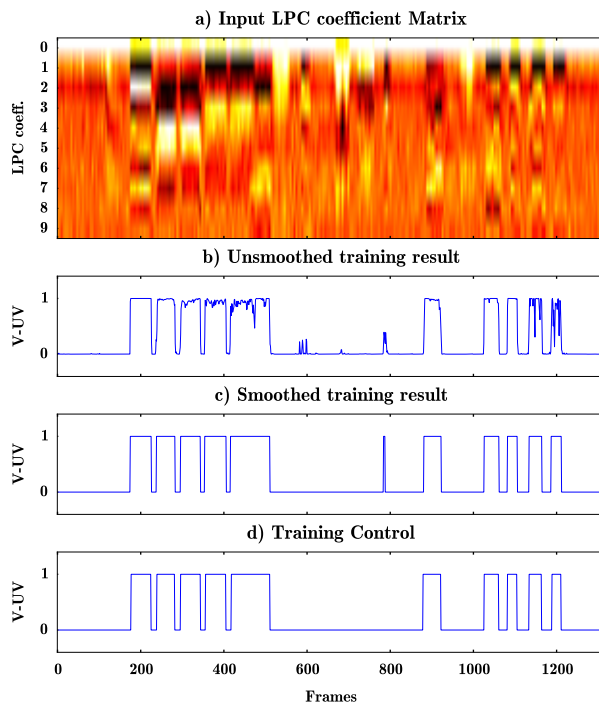 a) Input LPC coefficient Matrix
LPC coeff.
0
1
2
3
4
5
6
7
8
9
b) Unsmoothed training result
V-UV
1
0
c) Smoothed training result
V-UV
1
0
d) Training Control
V-UV
1
0
0 200 400 600 800 1000 1200
Frames